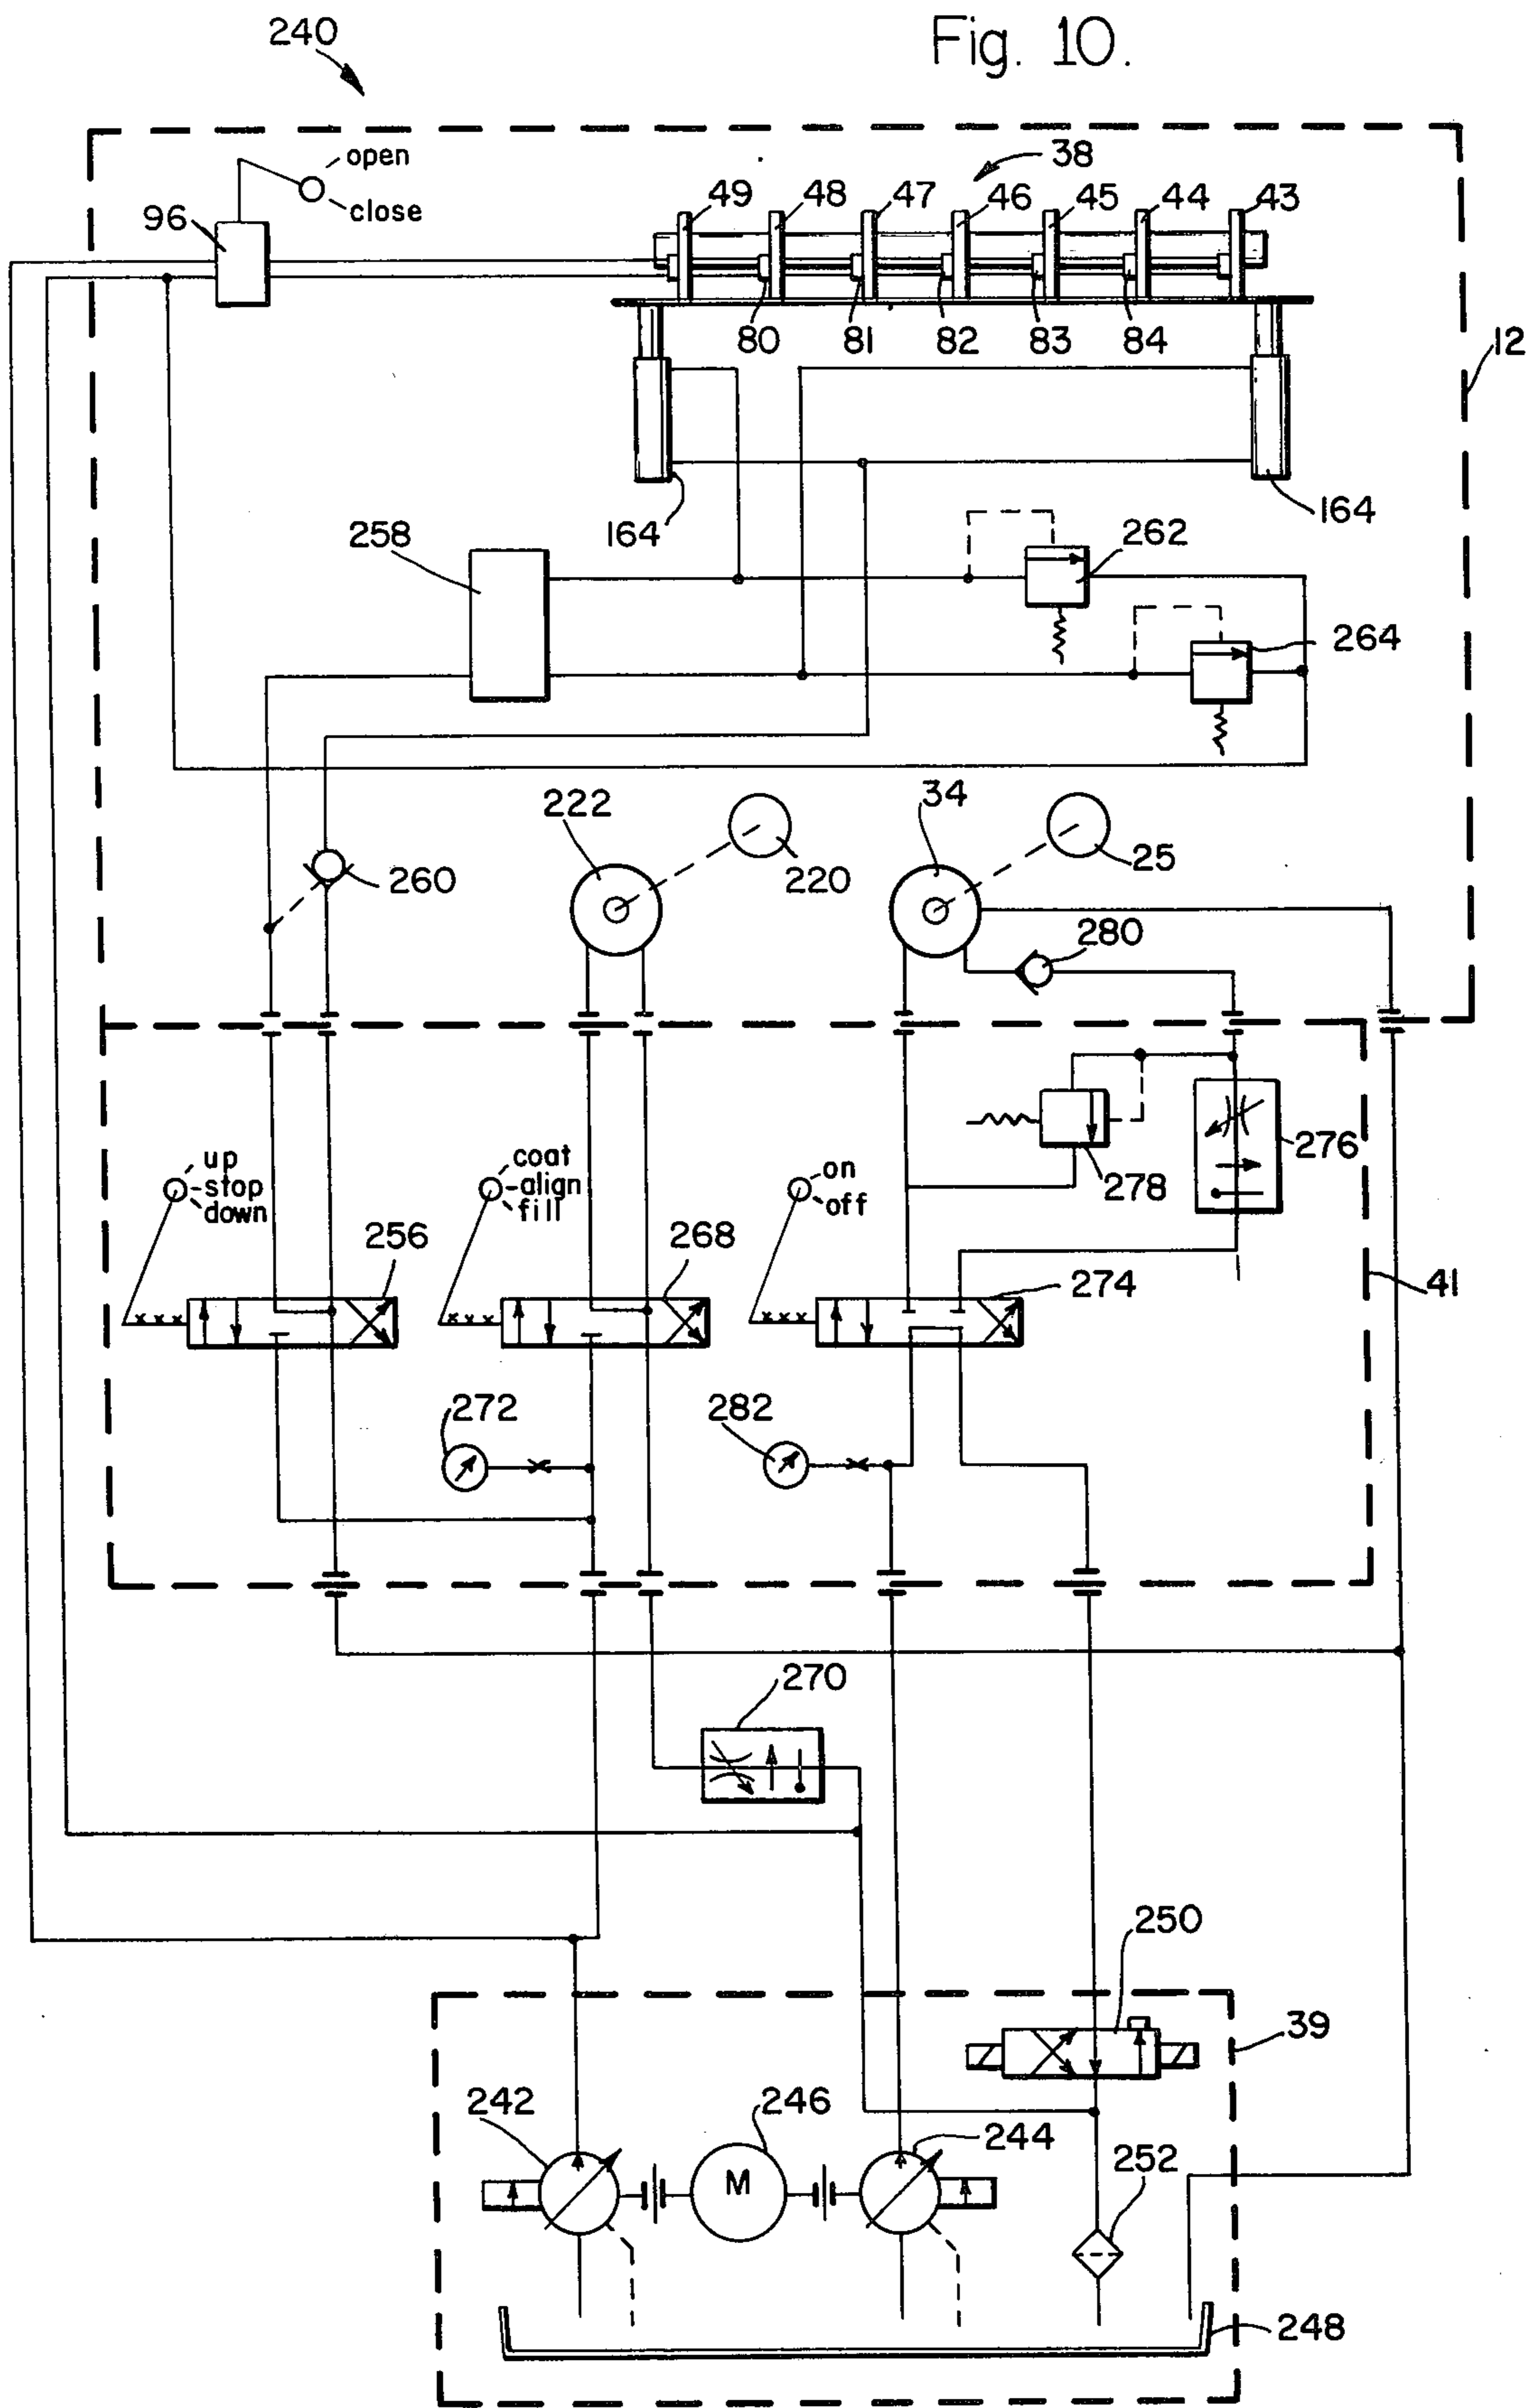 Fig. 10.
240
open
close
96
38
49 48 47 46 45 44 43
80 81 82 83 84
12
164
164
258
262
264
222
220
34
25
260
280
276
278
up
stop
down
coat
align
fill
on
off
256
268
274
41
272
282
270
250
39
242
246
244
252
M
248